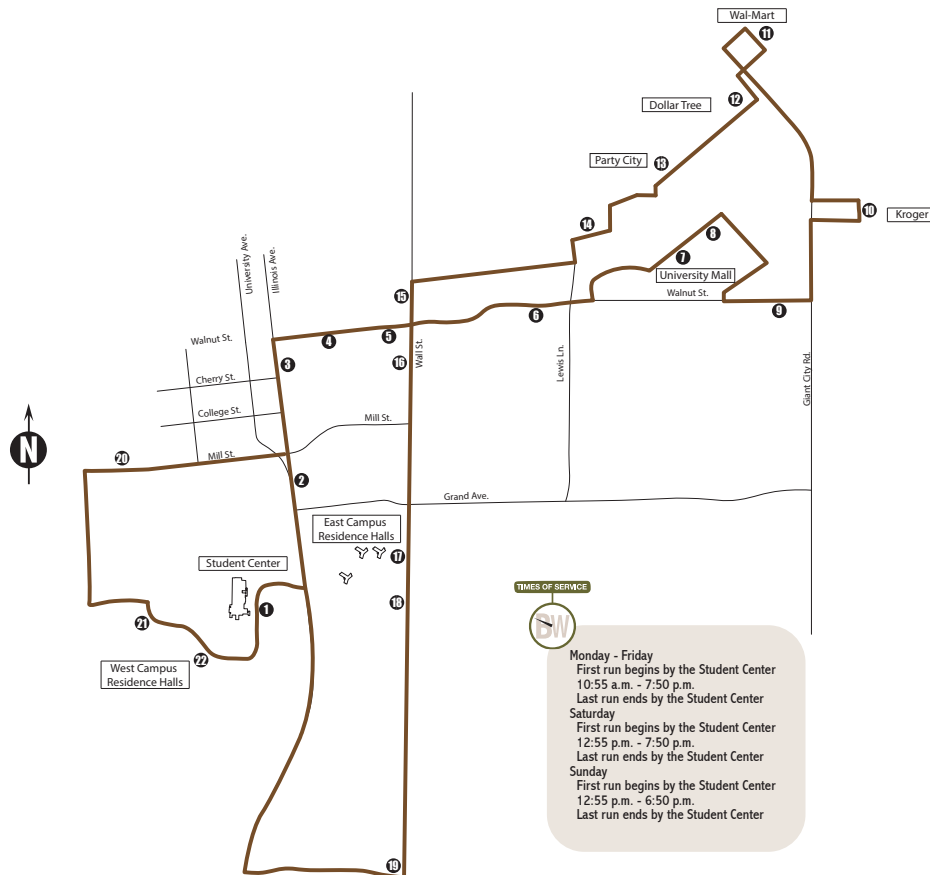 Wal-Mart
11
Dollar Tree
12
Party City
13
14
10
Kroger
8
7
University Mall
Walnut St.
9
University Ave.
Illinois Ave.
15
6
5
4
3
16
Wall St.
Walnut St.
Cherry St.
College St.
Mill St.
Lewis Ln.
Giant City Rd.
N
20
Mill St.
2
Grand Ave.
East Campus
Residence Halls
17
18
Student Center
1
21
22
West Campus
Residence Halls
19
TIMES OF SERVICE
BW
Monday - Friday
First run begins by the Student Center
10:55 a.m. - 7:50 p.m.
Last run ends by the Student Center
Saturday
First run begins by the Student Center
12:55 p.m. - 7:50 p.m.
Last run ends by the Student Center
Sunday
First run begins by the Student Center
12:55 p.m. - 6:50 p.m.
Last run ends by the Student Center